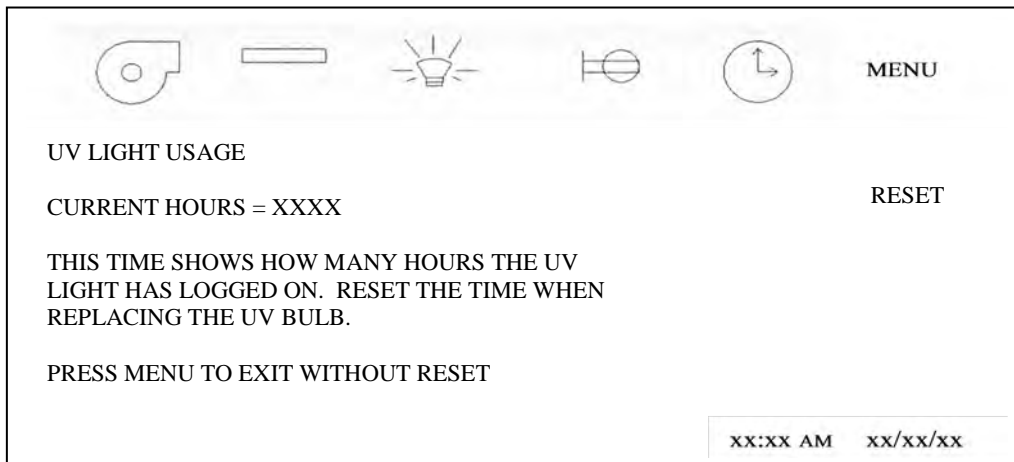 MENU
UV LIGHT USAGE
RESET
CURRENT HOURS = XXXX
THIS TIME SHOWS HOW MANY HOURS THE UV
LIGHT HAS LOGGED ON.  RESET THE TIME WHEN
REPLACING THE UV BULB.
PRESS MENU TO EXIT WITHOUT RESET
xx:xx AM xx/xx/xx